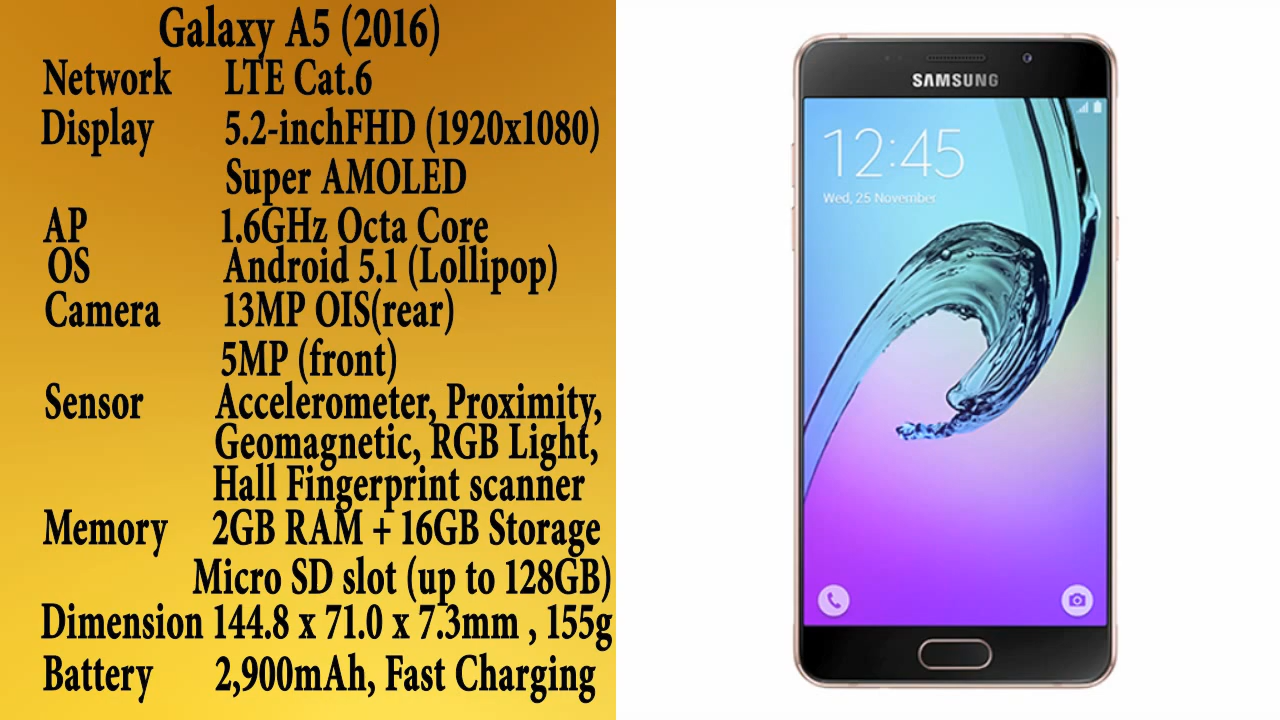 Galaxy A5 (2016)
Network LTE Cat.6
Display 5.2-inchFHD (1920x1080)
Super AMOLED
AP 1.6GHz Octa Core
OS Android 5.1 (Lollipop)
Camera 13MP OIS(rear)
5MP (front)
Sensor Accelerometer, Proximity,
Geomagnetic, RGB Light,
Hall Fingerprint scanner
Memory 2GB RAM + 16GB Storage
Micro SD slot (up to 128GB)
Dimension 144.8 x 71.0 x 7.3mm , 155g
Battery 2,900mAh, Fast Charging
SAMSUNG
12:45
Wed, 25 November